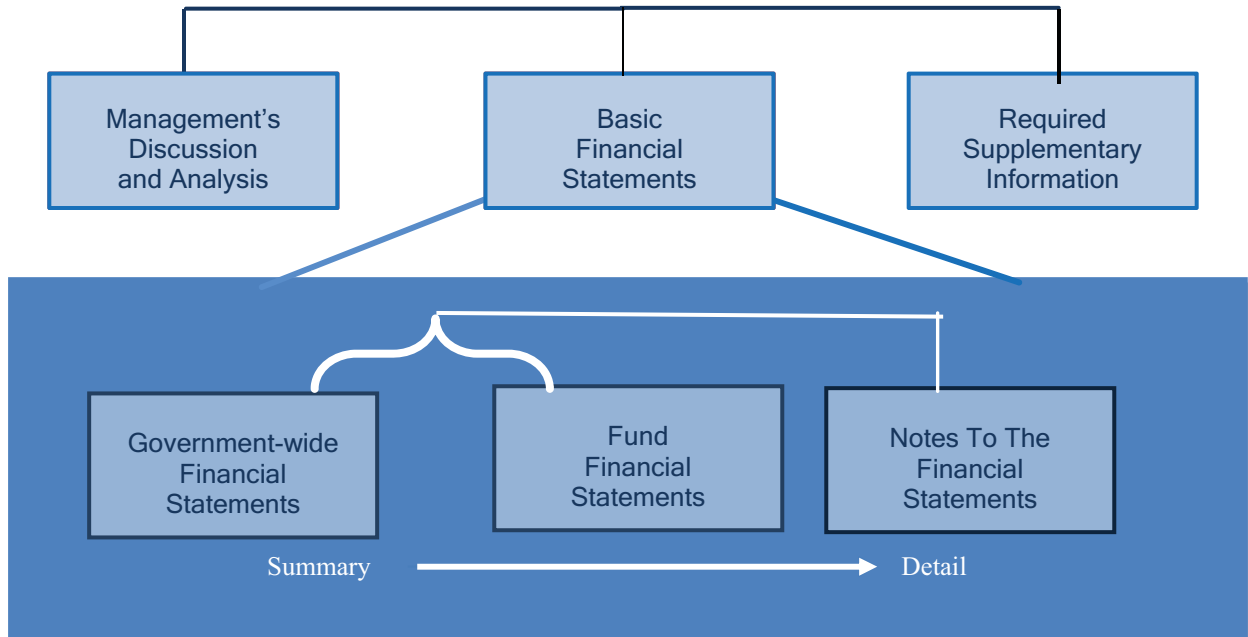 Management’s
Discussion
and Analysis
Basic
Financial
Statements
Required
Supplementary
Information
Government-wide
Financial
Statements
Fund
Financial
Statements
Notes To The
Financial
Statements
Summary
Detail